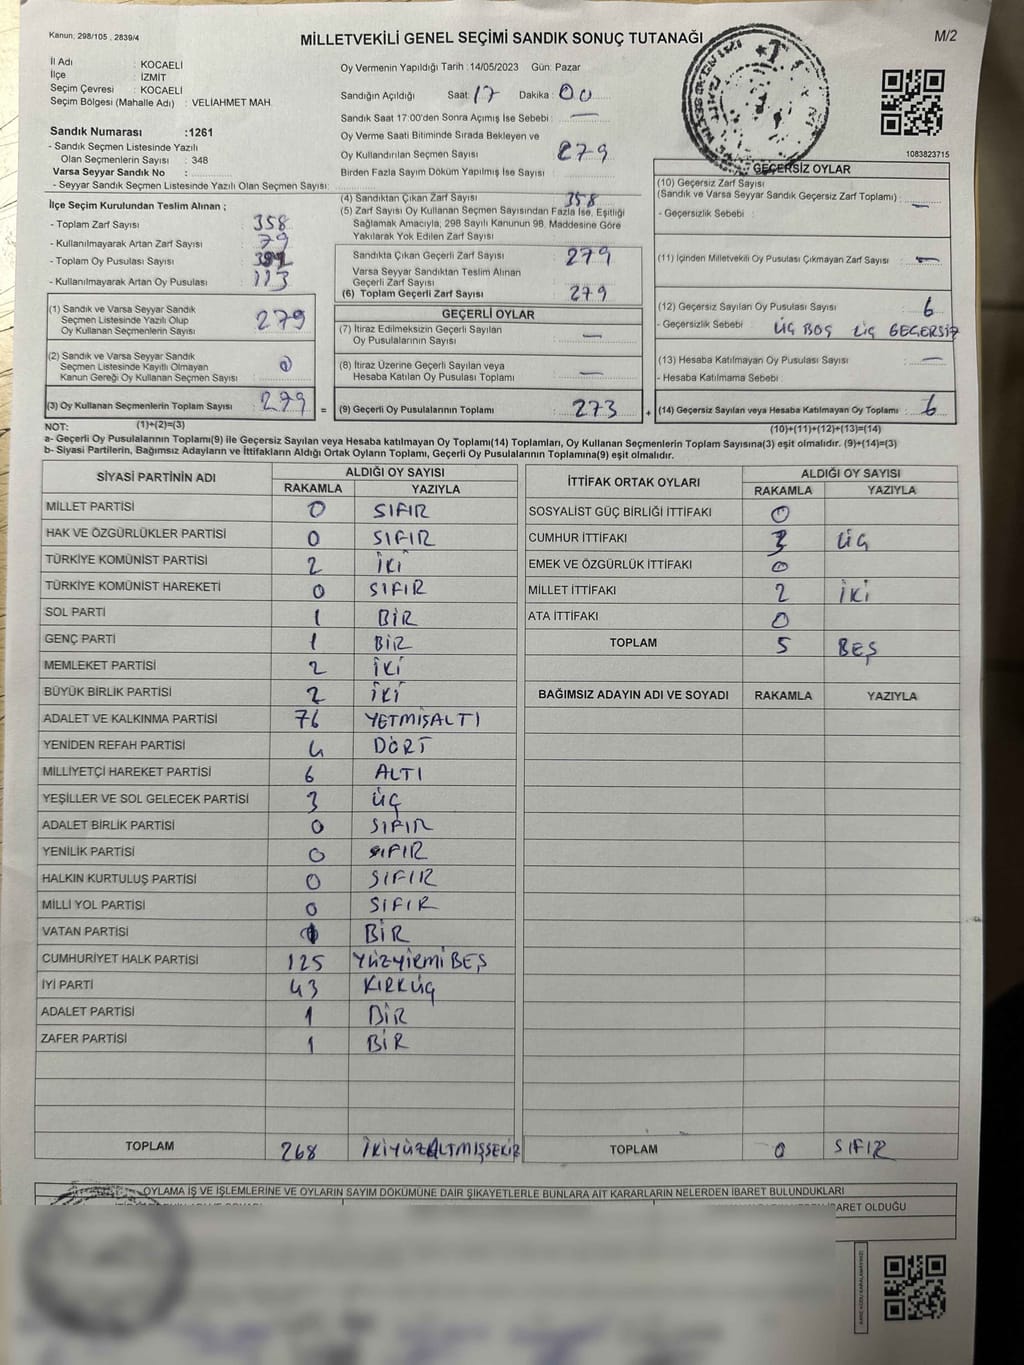 Kanun; 298/105 , 2839/4
MİLLETVEKİLİ GENEL SEÇİMİ SANDIK SONUÇ TUTANAĞI
M/2
İl Adı : KOCAELİ
İlçe : İZMİT
Seçim Çevresi : KOCAELİ
Seçim Bölgesi (Mahalle Adı) : VELİAHMET MAH.
Sandık Numarası :1261
- Sandık Seçmen Listesinde Yazılı
Olan Seçmenlerin Sayısı : 348
Varsa Seyyar Sandık No :
- Seyyar Sandık Seçmen Listesinde Yazılı Olan Seçmen Sayısı:
Oy Vermenin Yapıldığı Tarih :14/05/2023 Gün: Pazar
Sandığın Açıldığı Saat: 17 Dakika : 00
Sandık Saat 17:00'den Sonra Açımış İse Sebebi : —
Oy Verme Saati Bitiminde Sırada Bekleyen ve
Oy Kullandırılan Seçmen Sayısı 279
Birden Fazla Sayım Döküm Yapılmış İse Sayısı :
1083823715
İlçe Seçim Kurulundan Teslim Alınan ;
- Toplam Zarf Sayısı : 358
- Kullanılmayarak Artan Zarf Sayısı : 79
- Toplam Oy Pusulası Sayısı :
- Kullanılmayarak Artan Oy Pusulası : 113
(4) Sandıktan Çıkan Zarf Sayısı : 358
(5) Zarf Sayısı Oy Kullanan Seçmen Sayısından Fazla İse, Eşitliği
Sağlamak Amacıyla, 298 Sayılı Kanunun 98. Maddesine Göre
Yakılarak Yok Edilen Zarf Sayısı :
Sandıkta Çıkan Geçerli Zarf Sayısı : 279
Varsa Seyyar Sandıktan Teslim Alınan
Geçerli Zarf Sayısı :
(6) Toplam Geçerli Zarf Sayısı : 279
GEÇERSİZ OYLAR
(10) Geçersiz Zarf Sayısı
(Sandık ve Varsa Seyyar Sandık Geçersiz Zarf Toplamı) : —
- Geçersizlik Sebebi :
(11) İçinden Milletvekili Oy Pusulası Çıkmayan Zarf Sayısı : —
(12) Geçersiz Sayılan Oy Pusulası Sayısı : 6
- Geçersizlik Sebebi : ÜÇ BOŞ ÜÇ GEÇERSİZ
(13) Hesaba Katılmayan Oy Pusulası Sayısı : —
- Hesaba Katılmama Sebebi :
(14) Geçersiz Sayılan veya Hesaba Katılmayan Oy Toplamı : 6
(10)+(11)+(12)+(13)=(14)
(1) Sandık ve Varsa Seyyar Sandık
Seçmen Listesinde Yazılı Olup
Oy Kullanan Seçmenlerin Sayısı : 279
(2) Sandık ve Varsa Seyyar Sandık
Seçmen Listesinde Kayıtlı Olmayan
Kanun Gereği Oy Kullanan Seçmen Sayısı : 0
(3) Oy Kullanan Seçmenlerin Toplam Sayısı : 279 =
GEÇERLİ OYLAR
(7) İtiraz Edilmeksizin Geçerli Sayılan
Oy Pusulalarının Sayısı : —
(8) İtiraz Üzerine Geçerli Sayılan veya
Hesaba Katılan Oy Pusulası Toplamı : —
(9) Geçerli Oy Pusulalarının Toplamı : 273 +
NOT: (1)+(2)=(3)
a- Geçerli Oy Pusulalarının Toplamı(9) ile Geçersiz Sayılan veya Hesaba katılmayan Oy Toplamı(14) Toplamları, Oy Kullanan Seçmenlerin Toplam Sayısına(3) eşit olmalıdır. (9)+(14)=(3)
b- Siyasi Partilerin, Bağımsız Adayların ve İttifakların Aldığı Ortak Oyların Toplamı, Geçerli Oy Pusulalarının Toplamına(9) eşit olmalıdır.
SİYASİ PARTİNİN ADI ALDIĞI OY SAYISI
RAKAMLA YAZIYLA
MİLLET PARTİSİ 0 SIFIR
HAK VE ÖZGÜRLÜKLER PARTİSİ 0 SIFIR
TÜRKİYE KOMÜNİST PARTİSİ 2 İKİ
TÜRKİYE KOMÜNİST HAREKETİ 0 SIFIR
SOL PARTİ 1 BİR
GENÇ PARTİ 1 BİR
MEMLEKET PARTİSİ 2 İKİ
BÜYÜK BİRLİK PARTİSİ 2 İKİ
ADALET VE KALKINMA PARTİSİ 76 YETMİŞALTI
YENİDEN REFAH PARTİSİ 4 DÖRT
MİLLİYETÇİ HAREKET PARTİSİ 6 ALTI
YEŞİLLER VE SOL GELECEK PARTİSİ 3 ÜÇ
ADALET BİRLİK PARTİSİ 0 SIFIR
YENİLİK PARTİSİ 0 SIFIR
HALKIN KURTULUŞ PARTİSİ 0 SIFIR
MİLLİ YOL PARTİSİ 0 SIFIR
VATAN PARTİSİ 1 BİR
CUMHURİYET HALK PARTİSİ 125 YÜZYİRMİBEŞ
İYİ PARTİ 43 KIRKÜÇ
ADALET PARTİSİ 1 BİR
ZAFER PARTİSİ 1 BİR
TOPLAM 268 İKİYÜZALTMIŞSEKİZ
İTTİFAK ORTAK OYLARI ALDIĞI OY SAYISI
RAKAMLA YAZIYLA
SOSYALİST GÜÇ BİRLİĞİ İTTİFAKI 0
CUMHUR İTTİFAKI 3 ÜÇ
EMEK VE ÖZGÜRLÜK İTTİFAKI 0
MİLLET İTTİFAKI 2 İKİ
ATA İTTİFAKI 0
TOPLAM 5 BEŞ
BAĞIMSIZ ADAYIN ADI VE SOYADI RAKAMLA YAZIYLA
TOPLAM 0 SIFIR
OYLAMA İŞ VE İŞLEMLERİNE VE OYLARIN SAYIM DÖKÜMÜNE DAİR ŞİKAYETLERLE BUNLARA AİT KARARLARIN NELERDEN İBARET BULUNDUKLARI
İBARET OLDUĞU